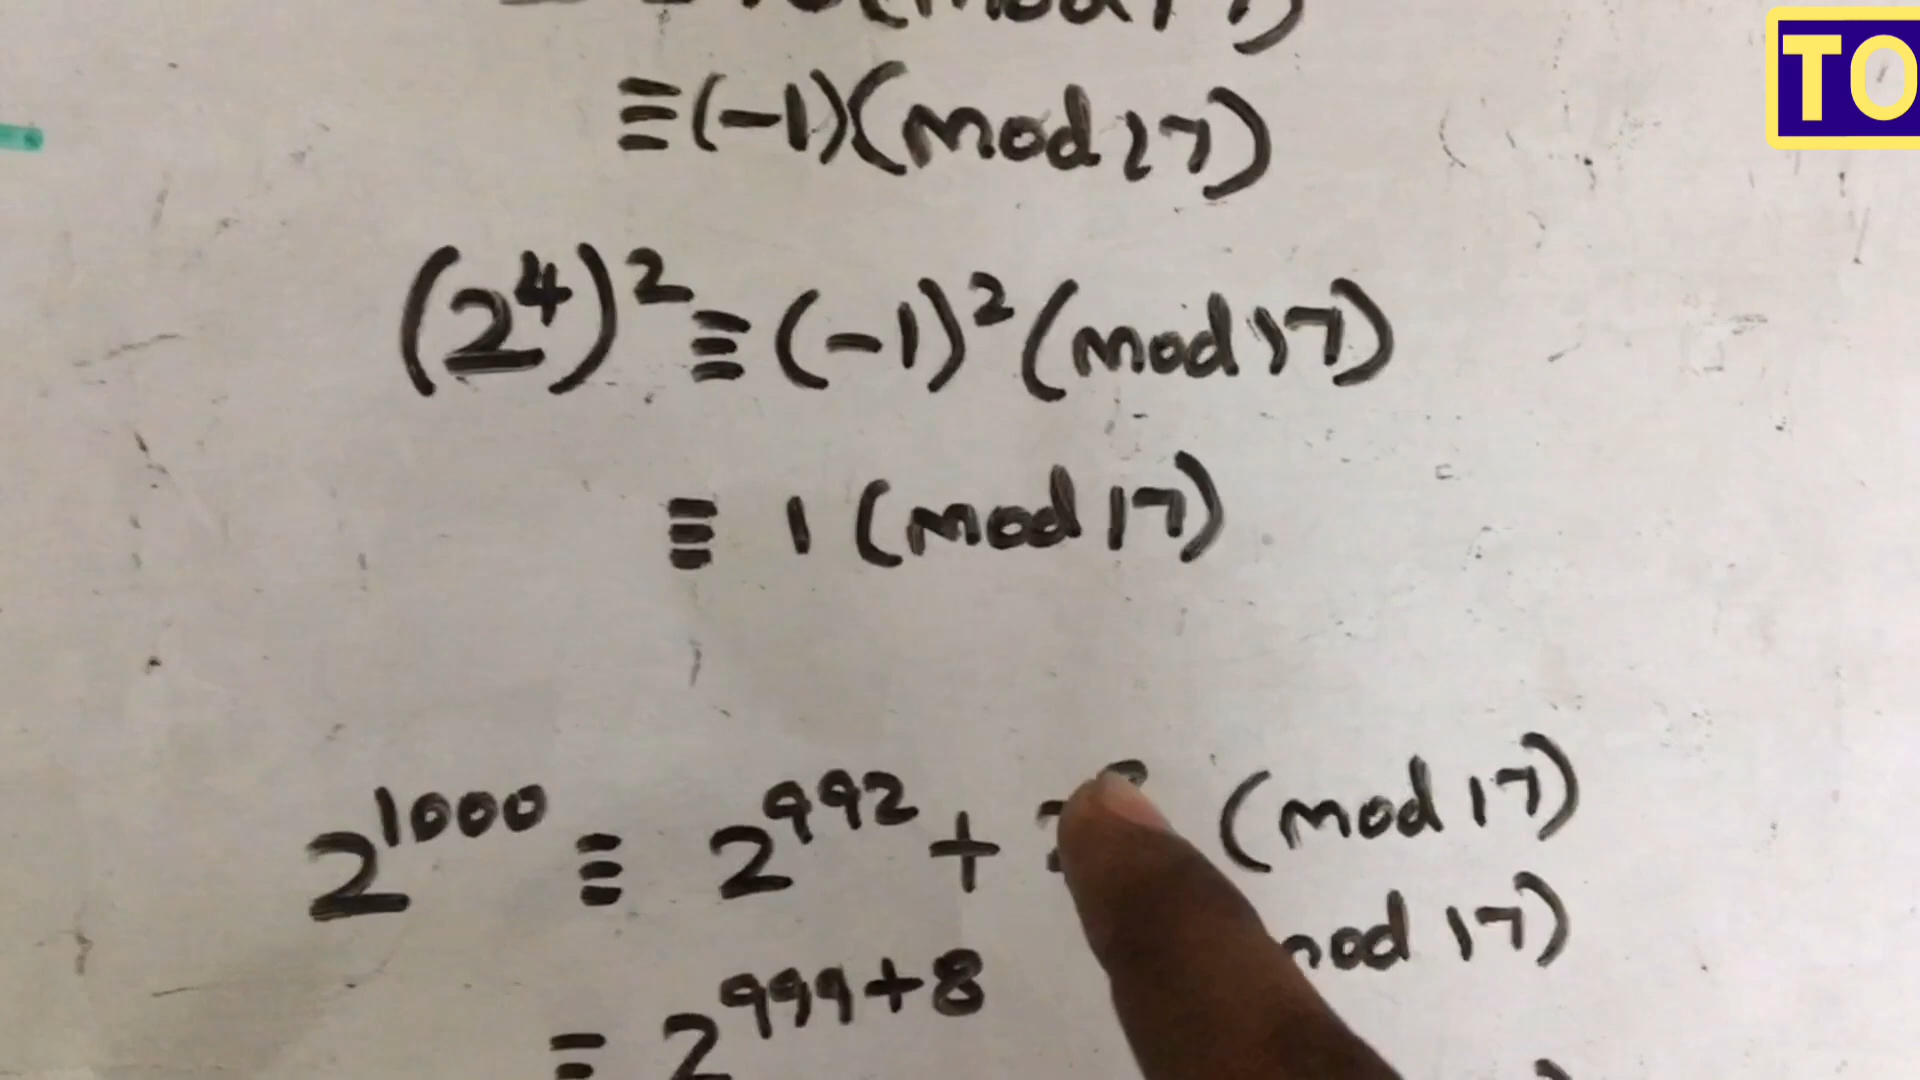 TO
≡(-1)(mod 17)
(2⁴)² ≡ (-1)² (mod 17)
≡ 1 (mod 17)
2¹⁰⁰⁰ ≡ 2⁹⁹² + (mod 17)
≡ 2⁹⁹⁹⁺⁸ mod 17)